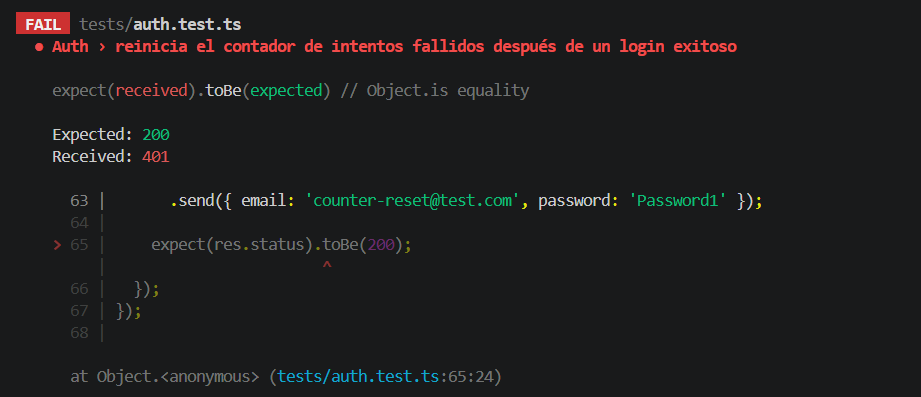 FAIL tests/auth.test.ts
● Auth › reinicia el contador de intentos fallidos después de un login exitoso
expect(received).toBe(expected) // Object.is equality
Expected: 200
Received: 401
63 |       .send({ email: 'counter-reset@test.com', password: 'Password1' });
64 |
> 65 |     expect(res.status).toBe(200);
|                        ^
66 |   });
67 | });
68 |
at Object.<anonymous> (tests/auth.test.ts:65:24)